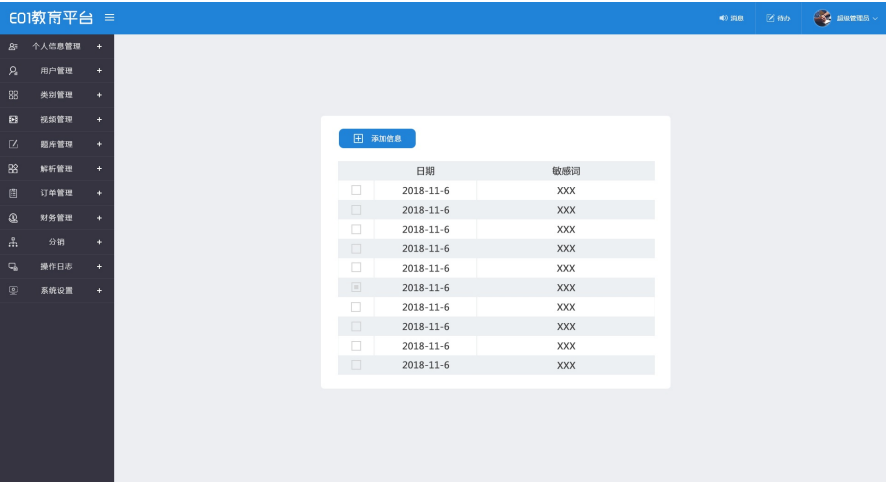 E01教育平台
消息 待办 超级管理员
个人信息管理 +
用户管理 +
类别管理 +
视频管理 +
题库管理 +
解析管理 +
订单管理 +
财务管理 +
分销 +
操作日志 +
系统设置 +
添加信息
日期 敏感词
2018-11-6 XXX
2018-11-6 XXX
2018-11-6 XXX
2018-11-6 XXX
2018-11-6 XXX
2018-11-6 XXX
2018-11-6 XXX
2018-11-6 XXX
2018-11-6 XXX
2018-11-6 XXX